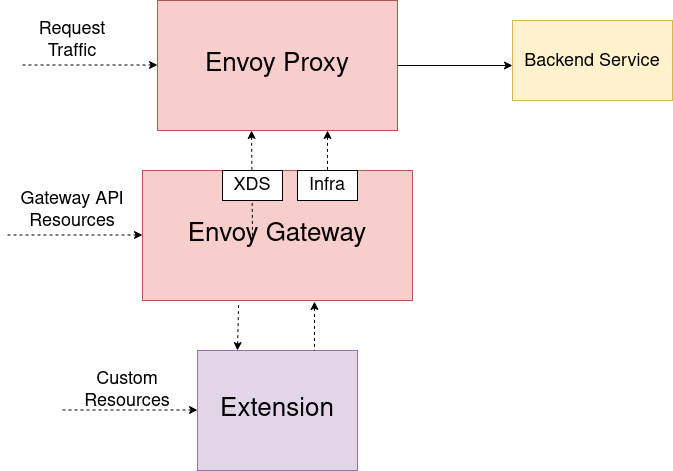 Request
Traffic
Envoy Proxy
Backend Service
XDS
Infra
Gateway API
Resources
Envoy Gateway
Custom
Resources
Extension